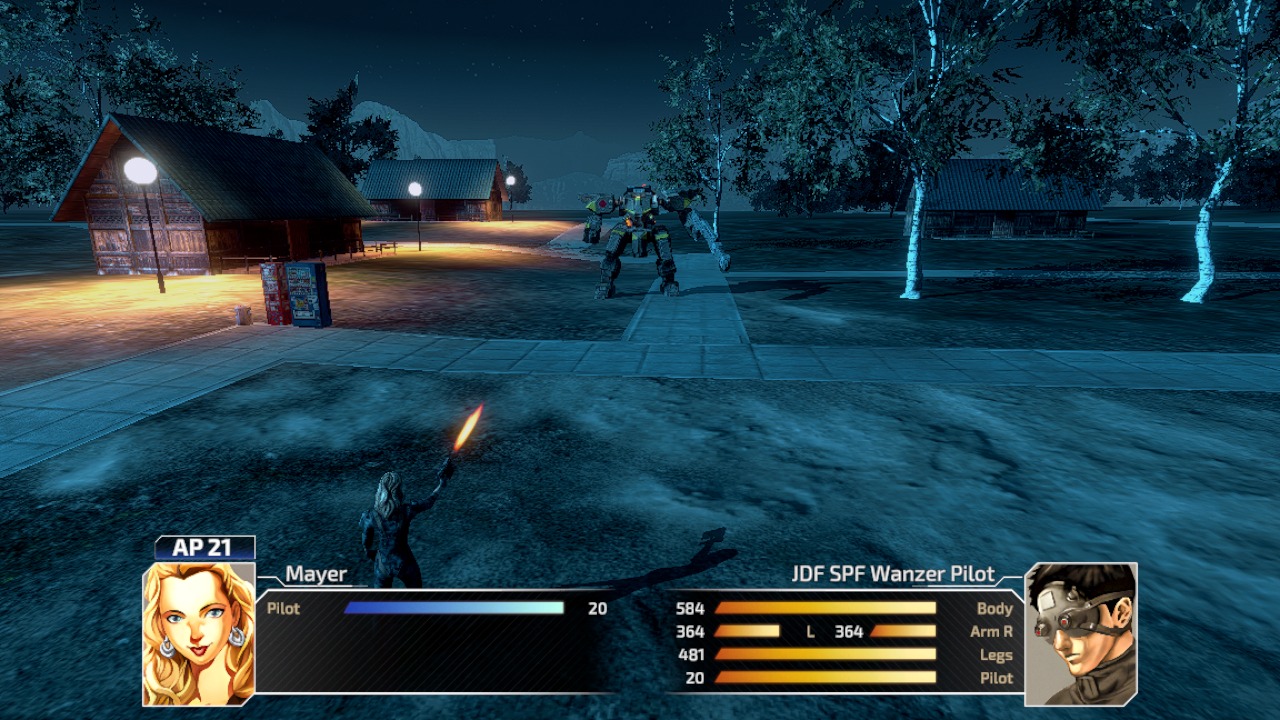 AP 21
Mayer
Pilot 20
JDF SPF Wanzer Pilot
584 Body
364 L 364 Arm R
481 Legs
20 Pilot